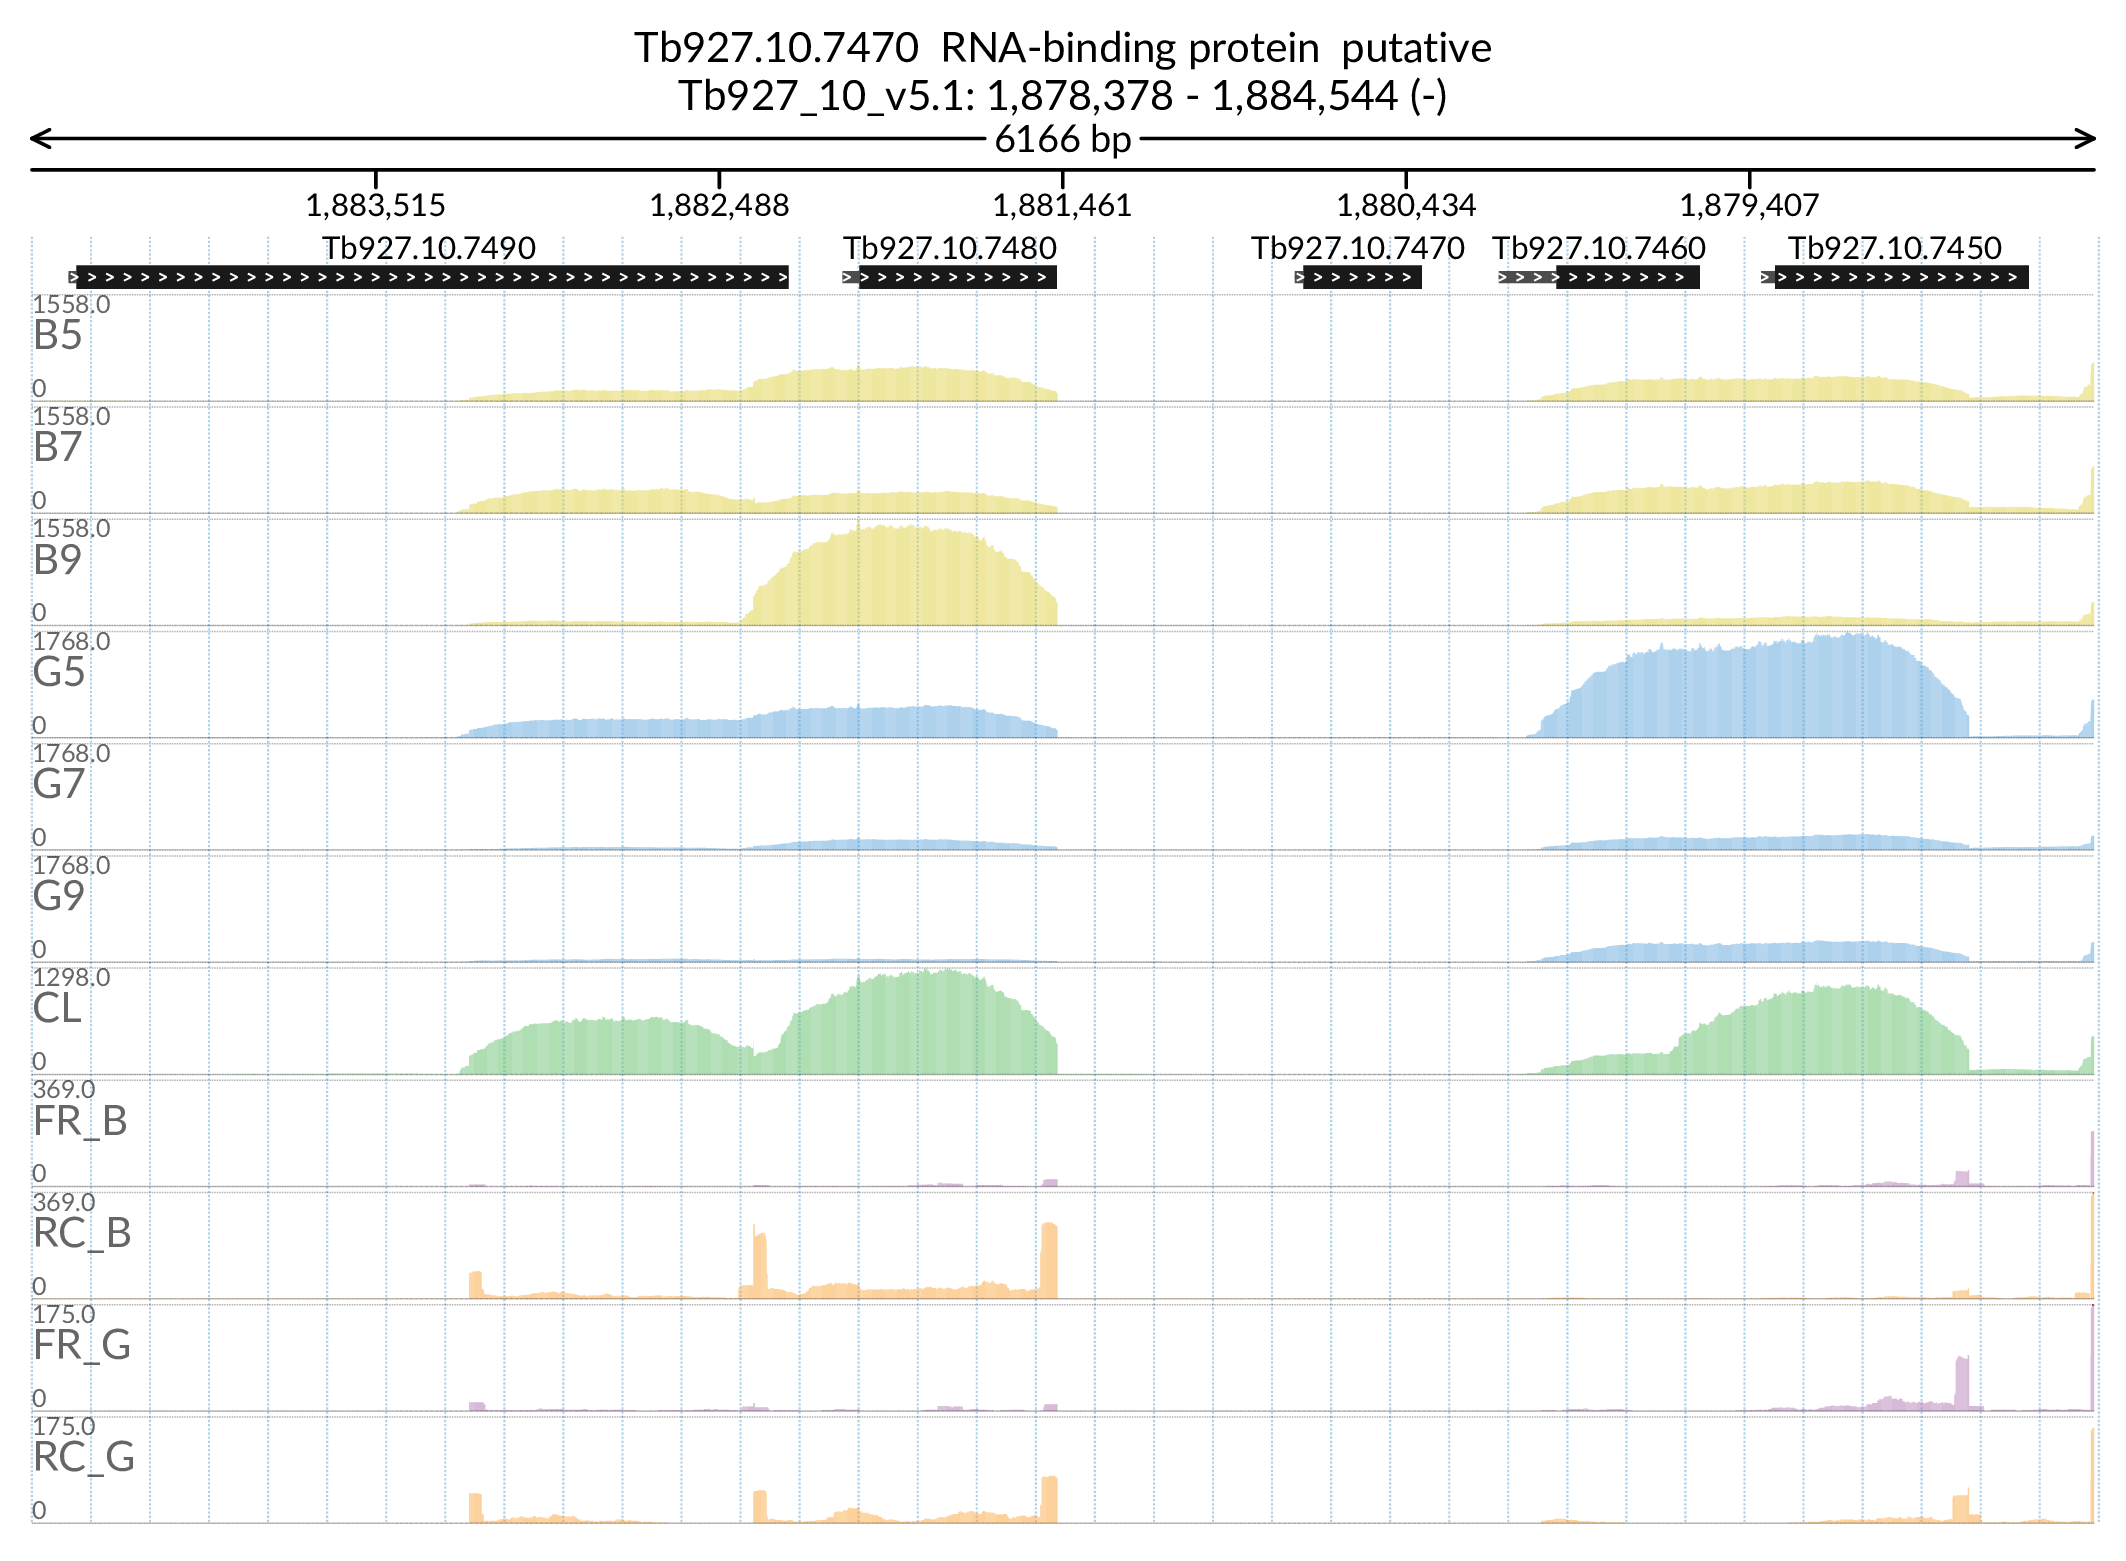 Tb927.10.7470  RNA-binding protein  putative
Tb927_10_v5.1: 1,878,378 - 1,884,544 (-)
6166 bp
1,883,515 1,882,488 1,881,461 1,880,434 1,879,407
Tb927.10.7490 Tb927.10.7480 Tb927.10.7470 Tb927.10.7460 Tb927.10.7450
1558.0
B5
0
1558.0
B7
0
1558.0
B9
0
1768.0
G5
0
1768.0
G7
0
1768.0
G9
0
1298.0
CL
0
369.0
FR_B
0
369.0
RC_B
0
175.0
FR_G
0
175.0
RC_G
0